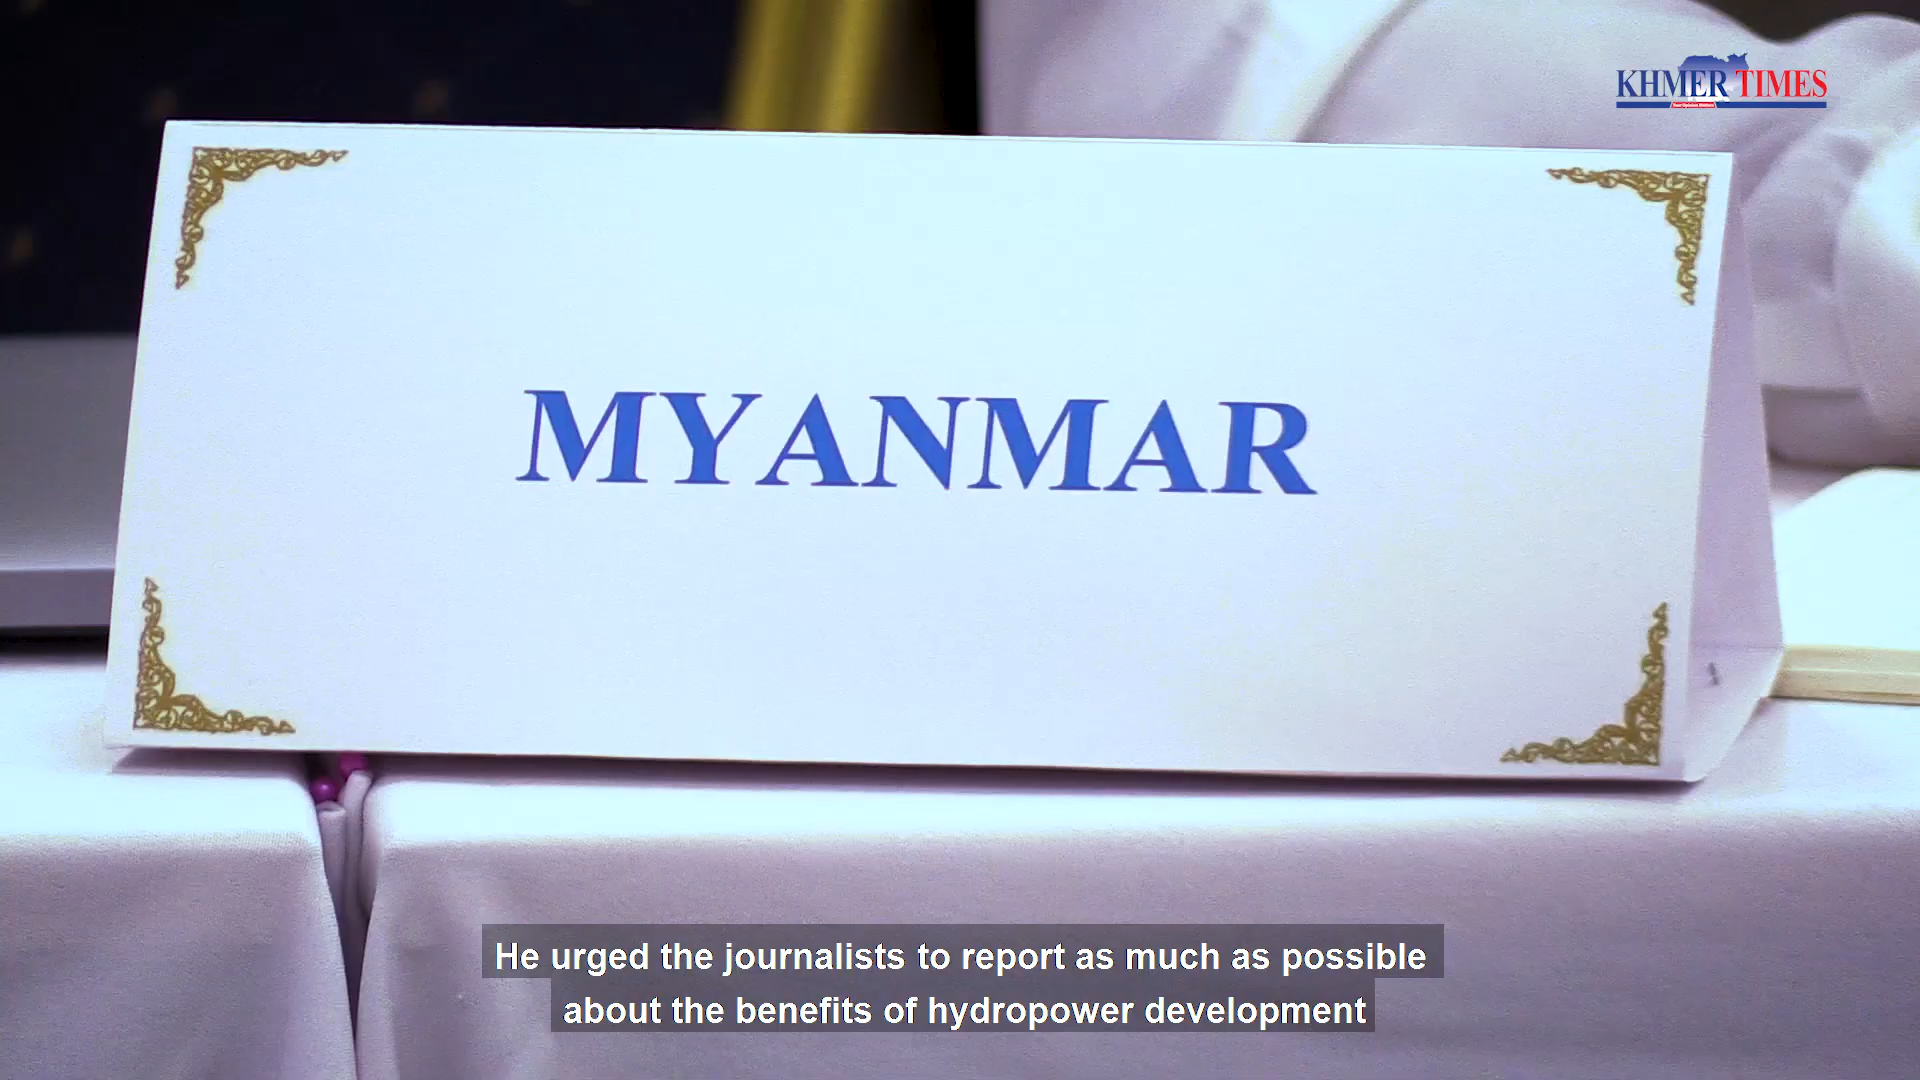 KHMER TIMES
MYANMAR
He urged the journalists to report as much as possible
about the benefits of hydropower development